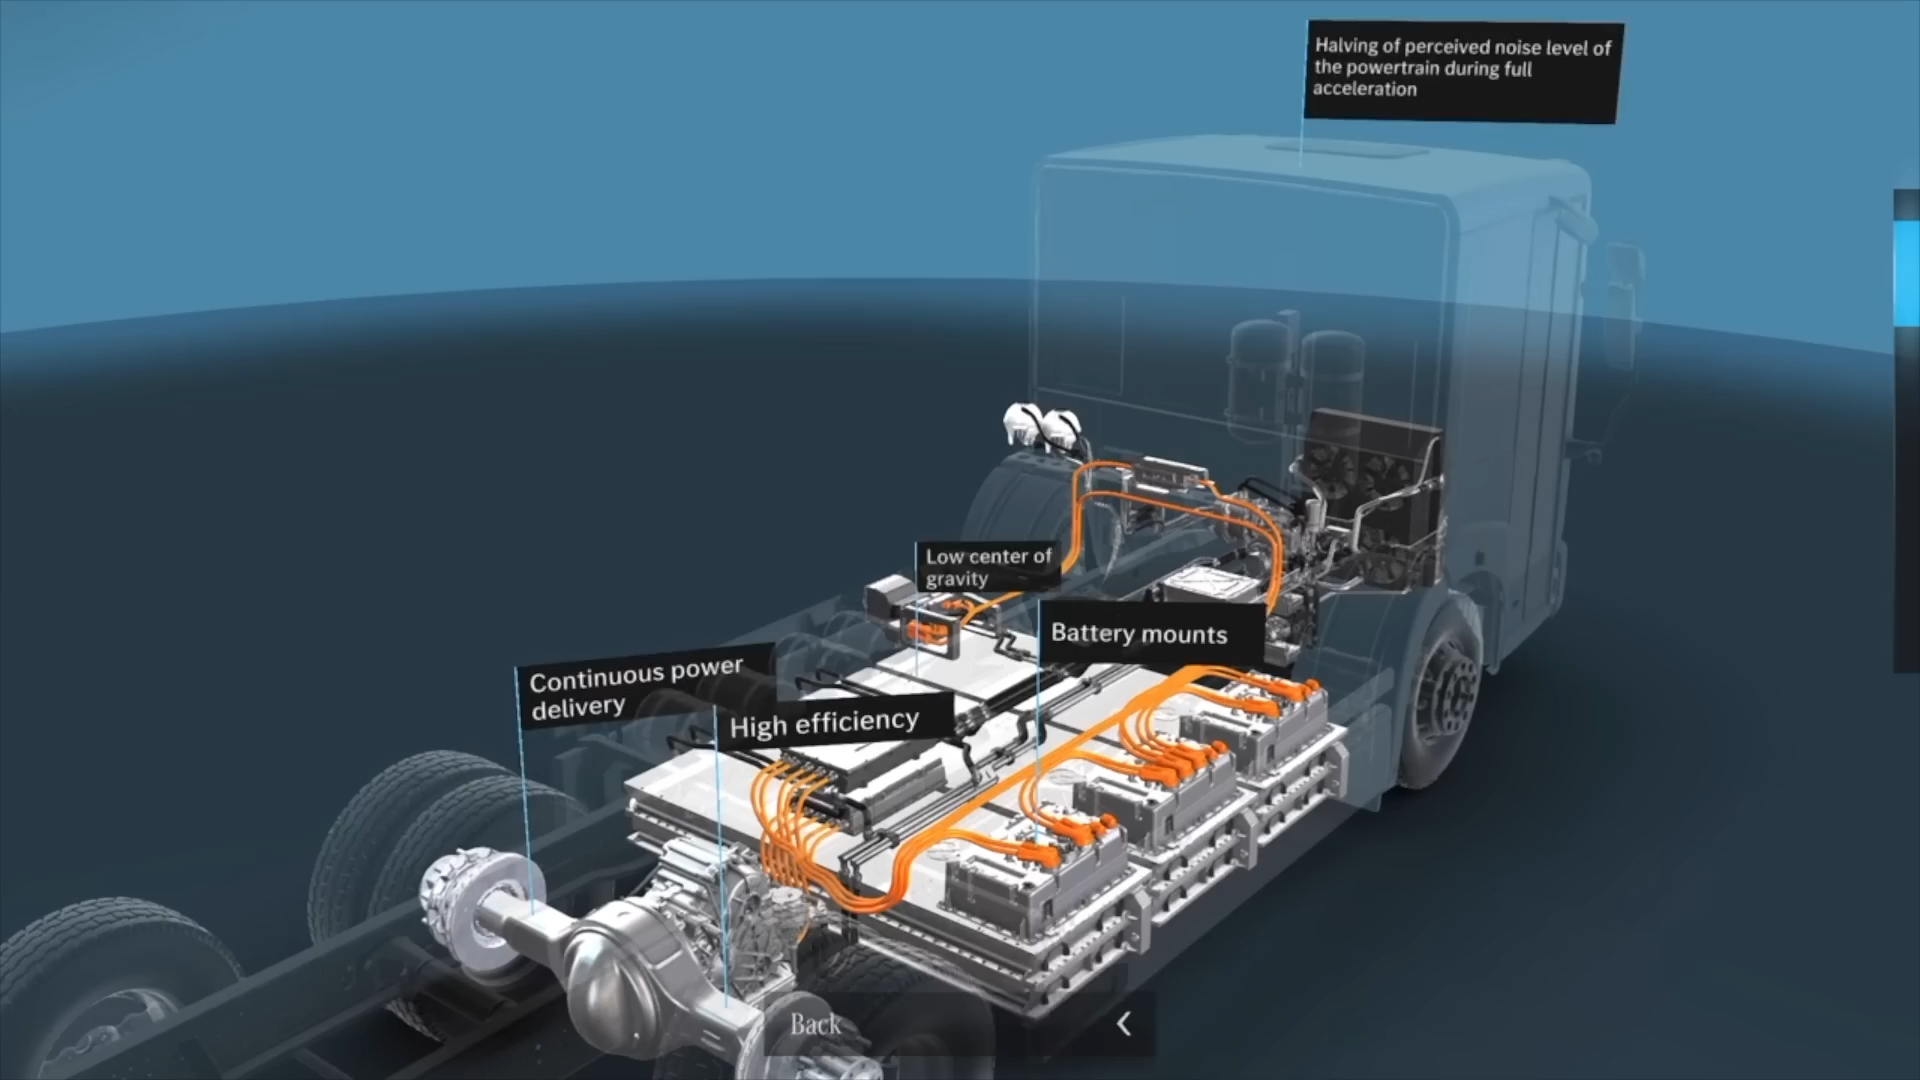 Halving of perceived noise level of
the powertrain during full
acceleration
Low center of
gravity
Battery mounts
Continuous power
delivery
High efficiency
Back